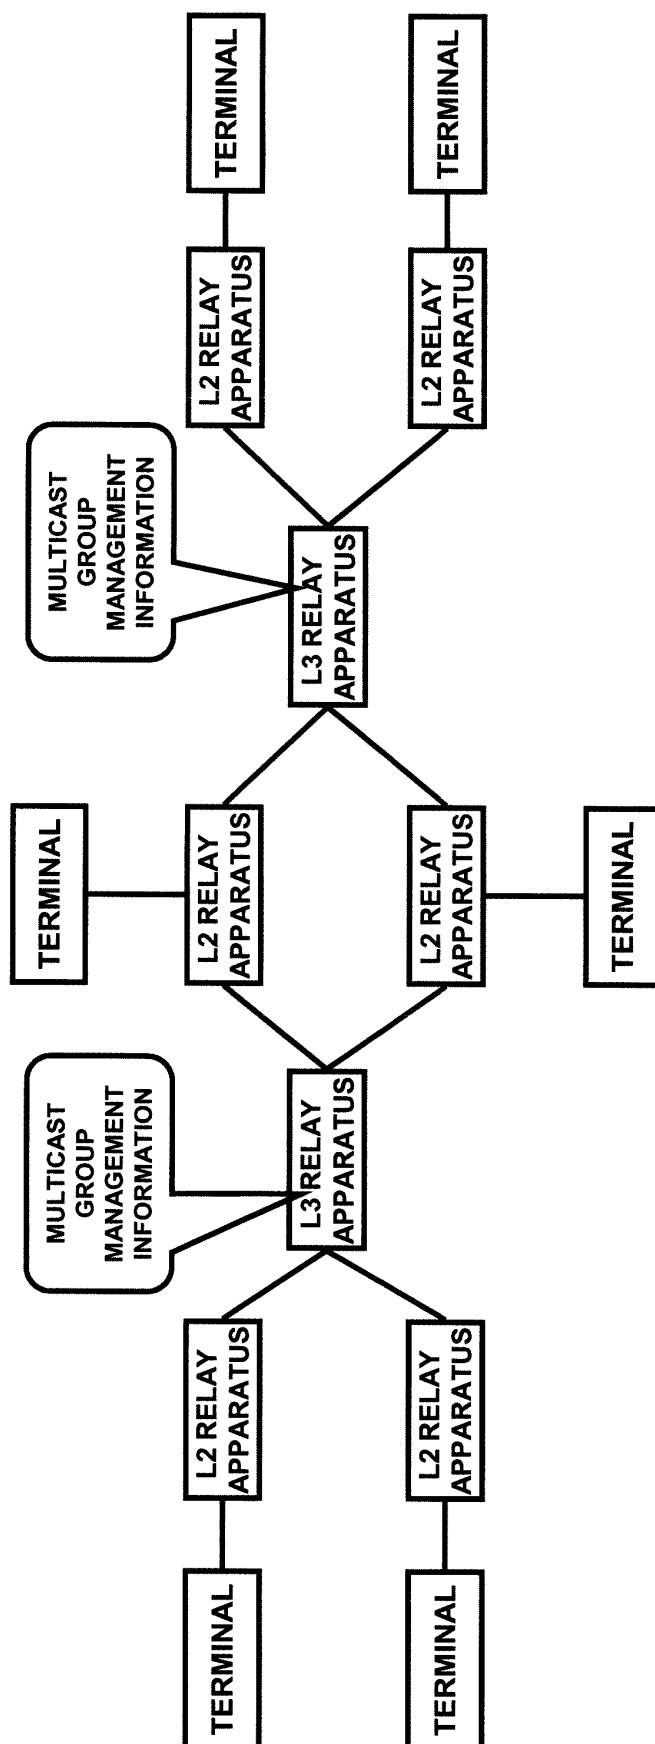 MULTICAST
GROUP
MANAGEMENT
INFORMATION
TERMINAL
MULTICAST
GROUP
MANAGEMENT
INFORMATION
TERMINAL
L2 RELAY
APPARATUS
L2 RELAY
APPARATUS
L2 RELAY
APPARATUS
TERMINAL
L3 RELAY
APPARATUS
L3 RELAY
APPARATUS
TERMINAL
L2 RELAY
APPARATUS
L2 RELAY
APPARATUS
L2 RELAY
APPARATUS
TERMINAL
TERMINAL